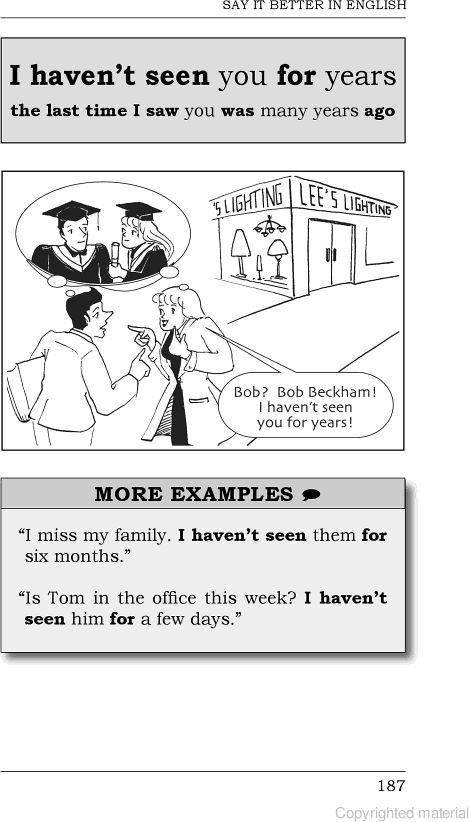 SAY IT BETTER IN ENGLISH
I haven't seen you for years
the last time I saw you was many years ago
'S LIGHTING LEE'S LIGHTING
Bob? Bob Beckham!
I haven't seen
you for years!
MORE EXAMPLES
“I miss my family. I haven't seen them for
six months.”
“Is Tom in the office this week? I haven't
seen him for a few days.”
187
Copyrighted material